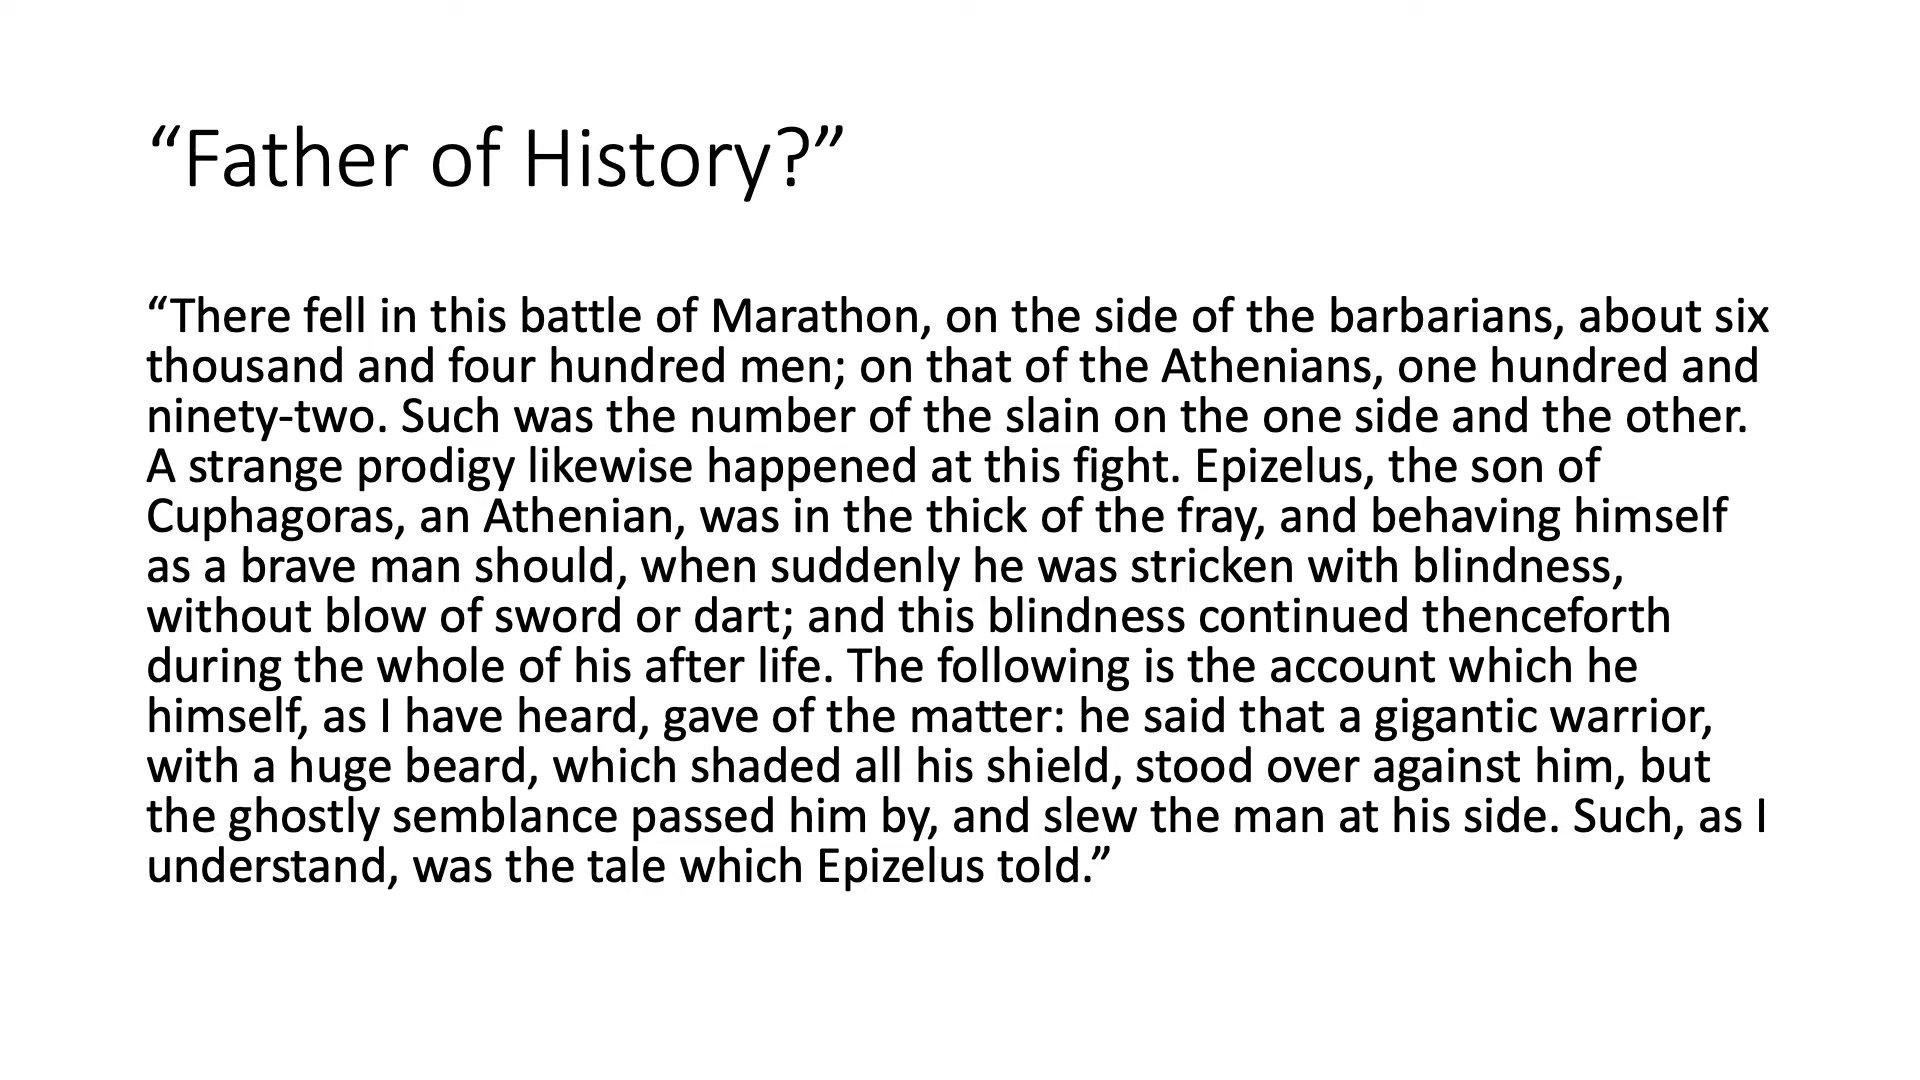 “Father of History?”
“There fell in this battle of Marathon, on the side of the barbarians, about six
thousand and four hundred men; on that of the Athenians, one hundred and
ninety-two. Such was the number of the slain on the one side and the other.
A strange prodigy likewise happened at this fight. Epizelus, the son of
Cuphagoras, an Athenian, was in the thick of the fray, and behaving himself
as a brave man should, when suddenly he was stricken with blindness,
without blow of sword or dart; and this blindness continued thenceforth
during the whole of his after life. The following is the account which he
himself, as I have heard, gave of the matter: he said that a gigantic warrior,
with a huge beard, which shaded all his shield, stood over against him, but
the ghostly semblance passed him by, and slew the man at his side. Such, as I
understand, was the tale which Epizelus told.”